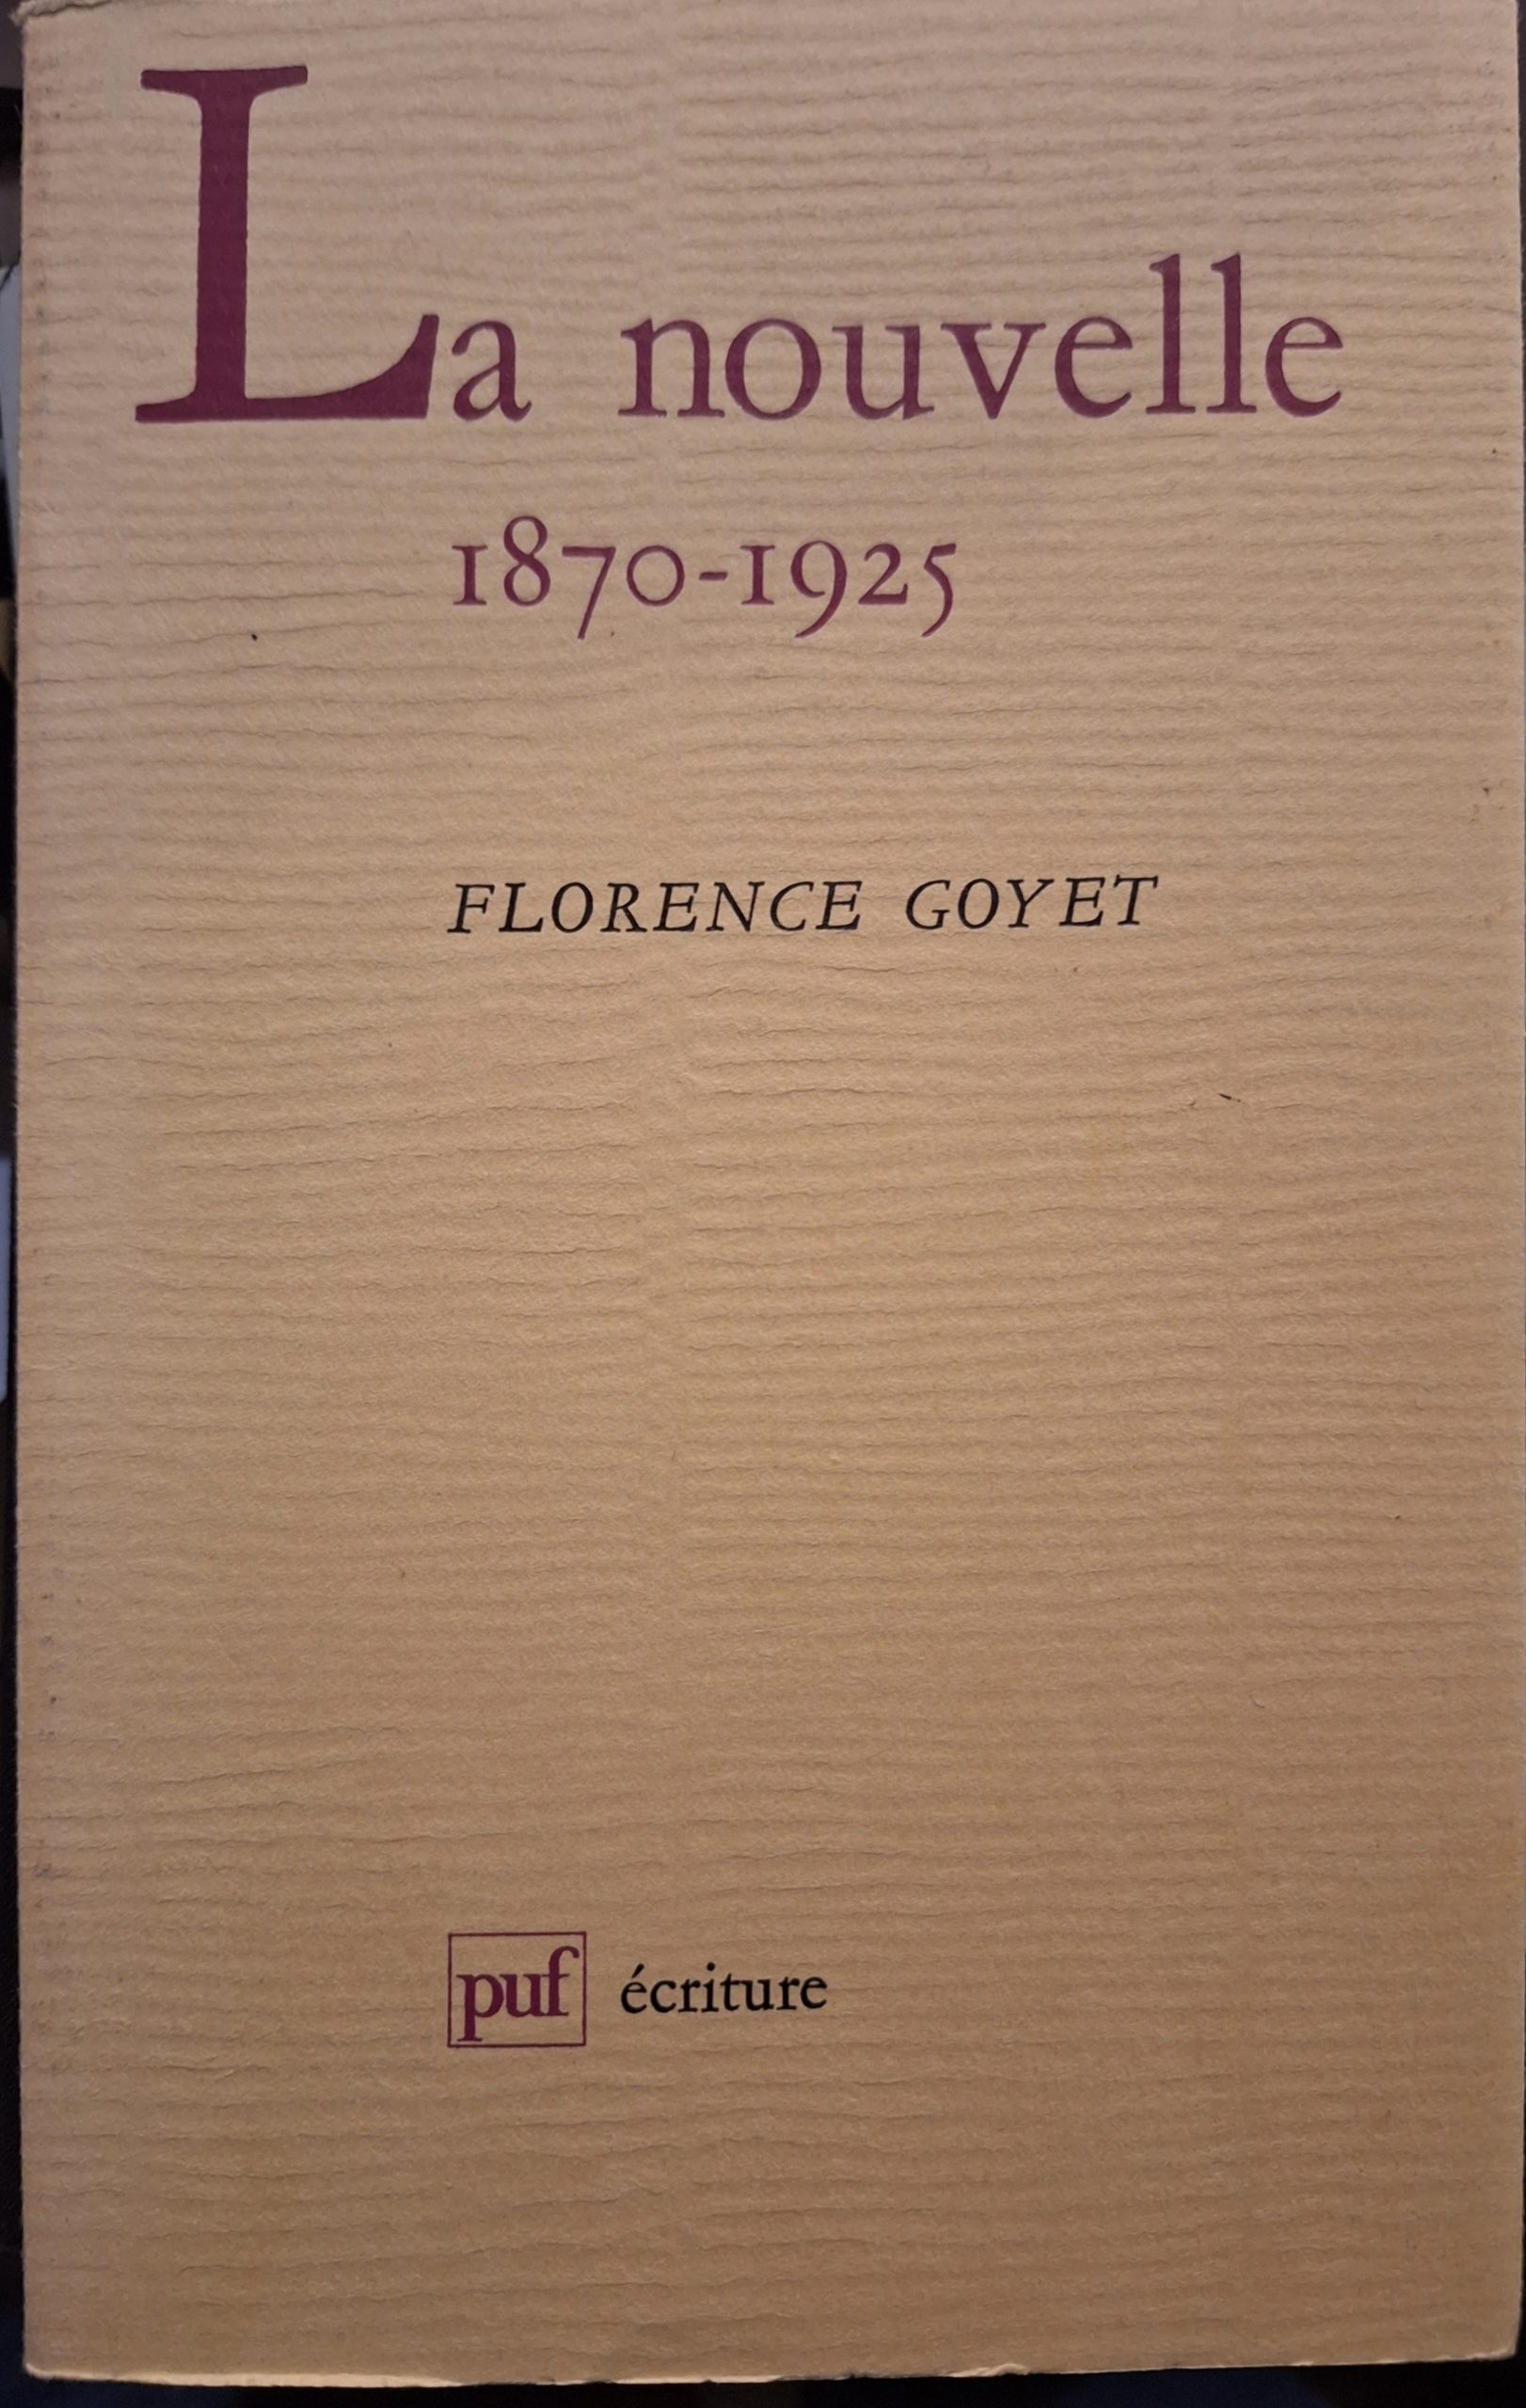 La nouvelle
1870-1925
FLORENCE GOYET
puf écriture